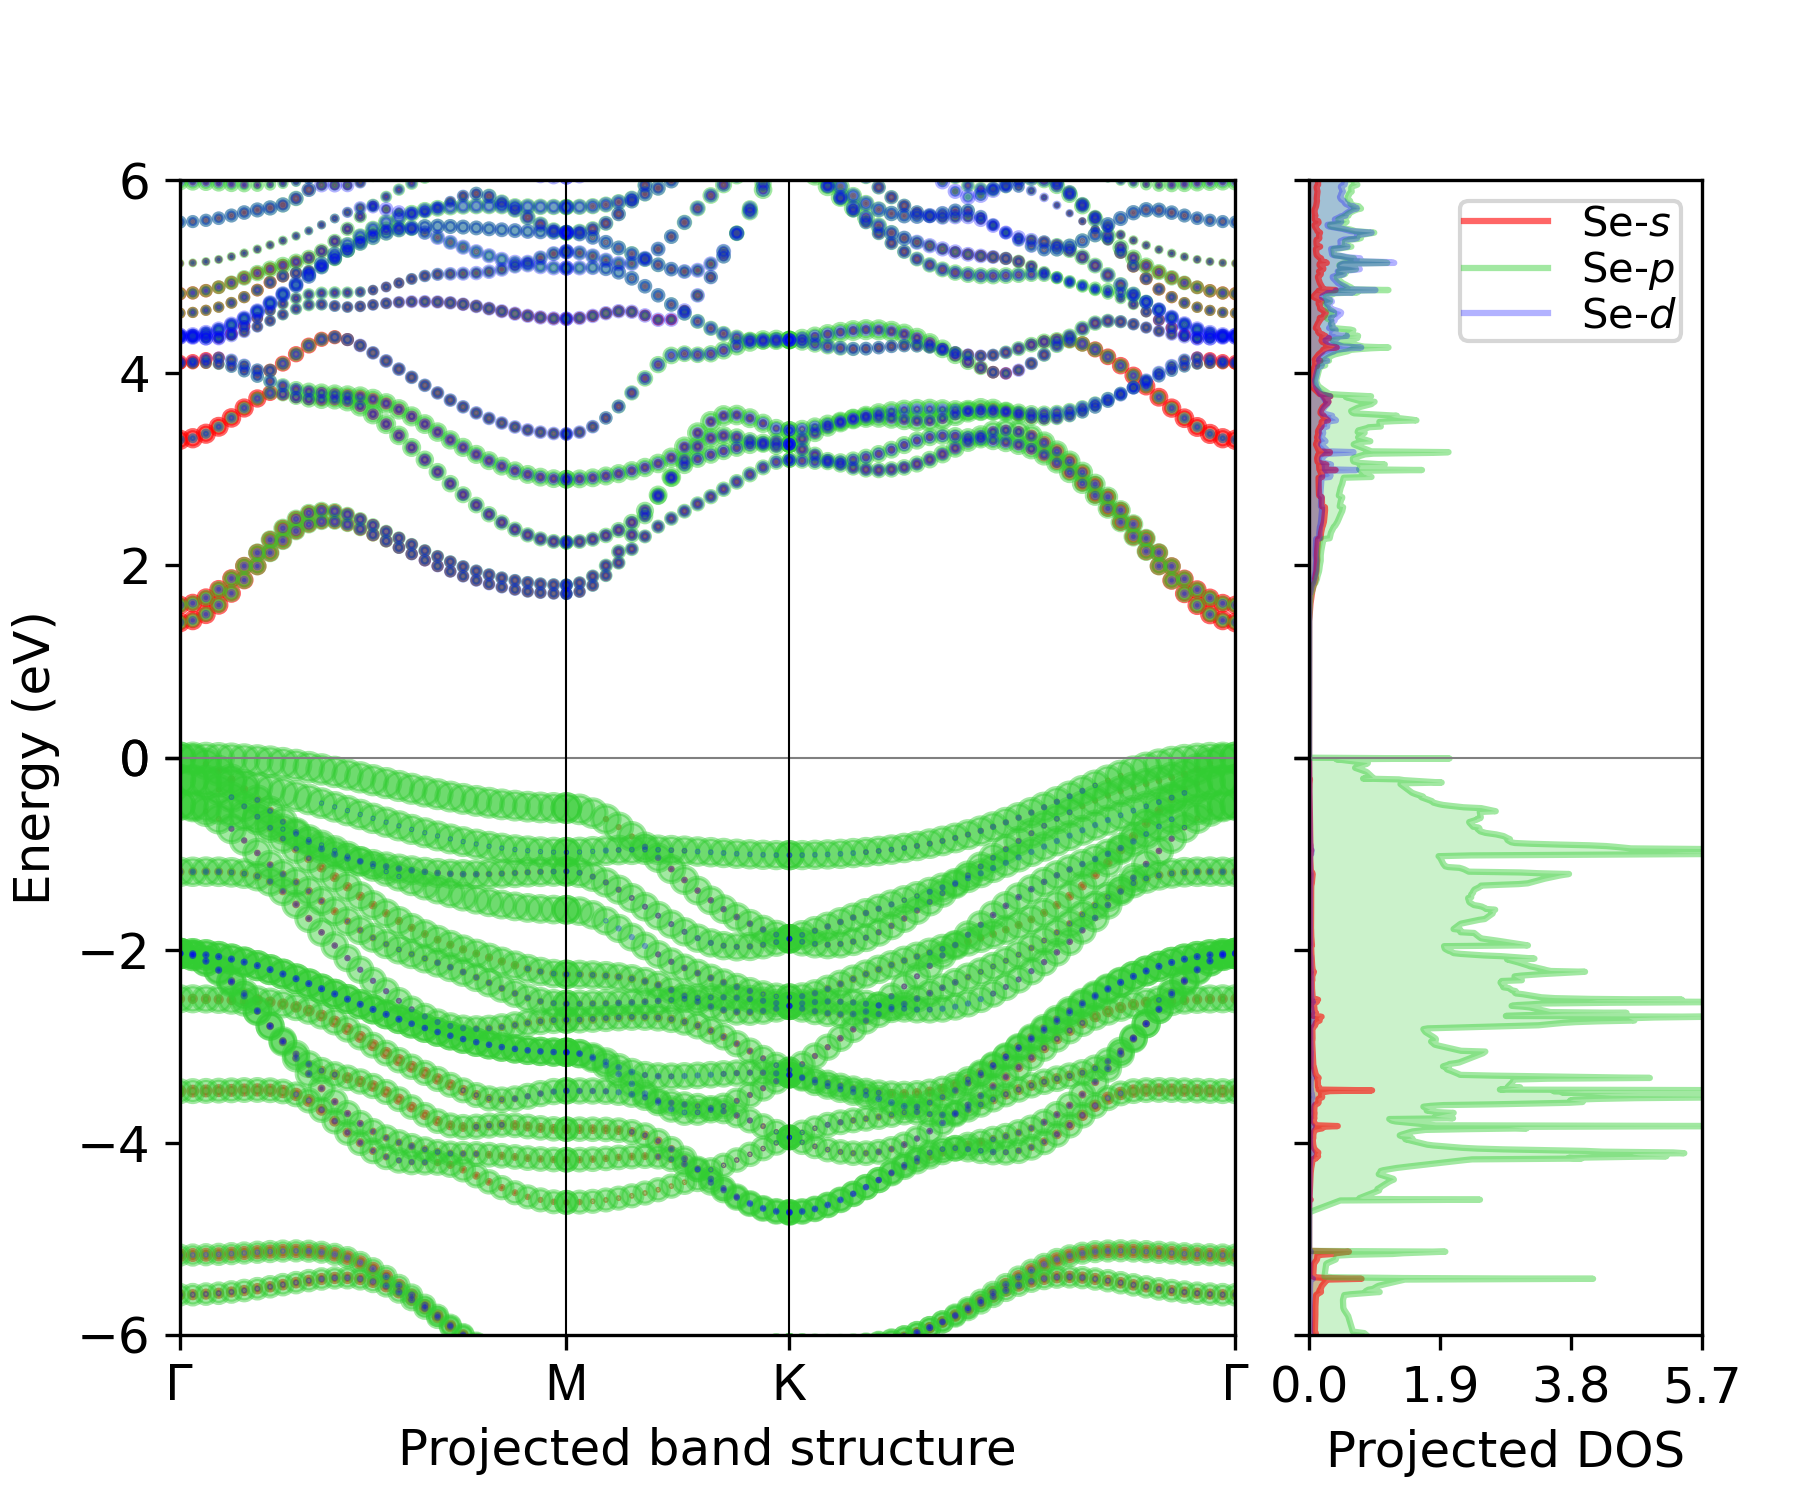 6
4
2
0
−2
−4
−6
Energy (eV)
Γ
M
K
Γ
Projected band structure
Se-s
Se-p
Se-d
0.0
1.9
3.8
5.7
Projected DOS